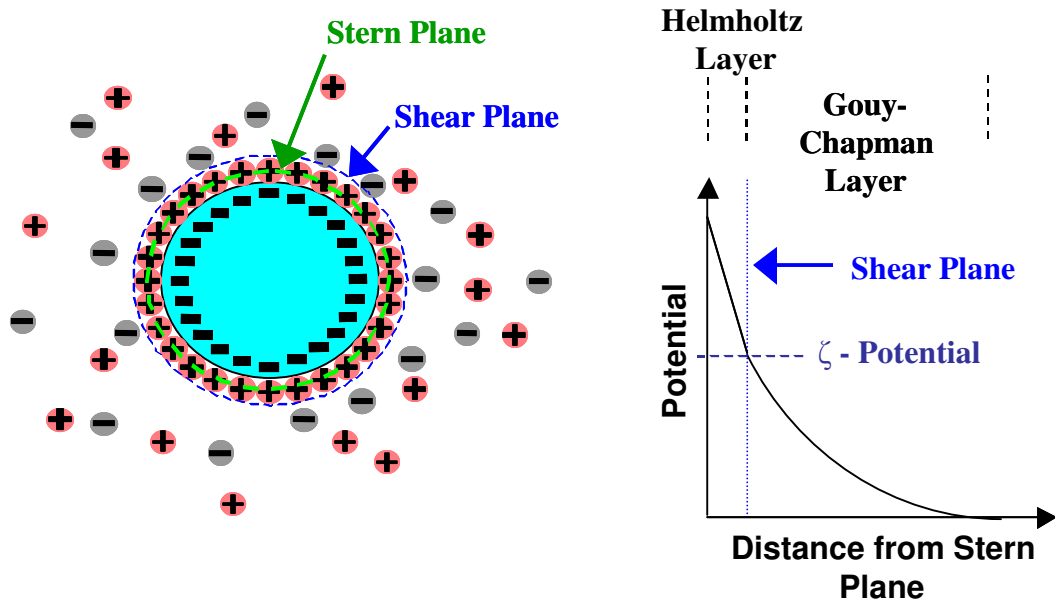 Stern Plane
Shear Plane
Helmholtz
Layer
Gouy-
Chapman
Layer
Shear Plane
ζ - Potential
Potential
Distance from Stern
Plane